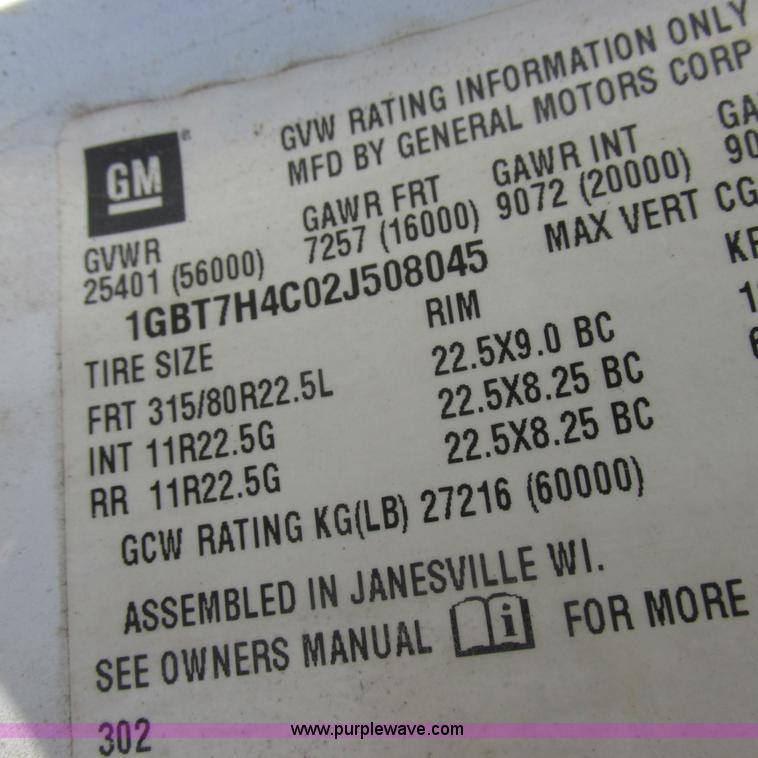 GVW RATING INFORMATION ONLY
MFD BY GENERAL MOTORS CORP
GM®
GVWR
25401 (56000)
GAWR FRT
7257 (16000)
GAWR INT
9072 (20000)
GA
90
1GBT7H4C02J508045
MAX VERT CG
TIRE SIZE
RIM
FRT 315/80R22.5L
22.5X9.0 BC
INT 11R22.5G
22.5X8.25 BC
RR 11R22.5G
22.5X8.25 BC
GCW RATING KG(LB) 27216 (60000)
ASSEMBLED IN JANESVILLE WI.
SEE OWNERS MANUAL i FOR MORE
302
www.purplewave.com